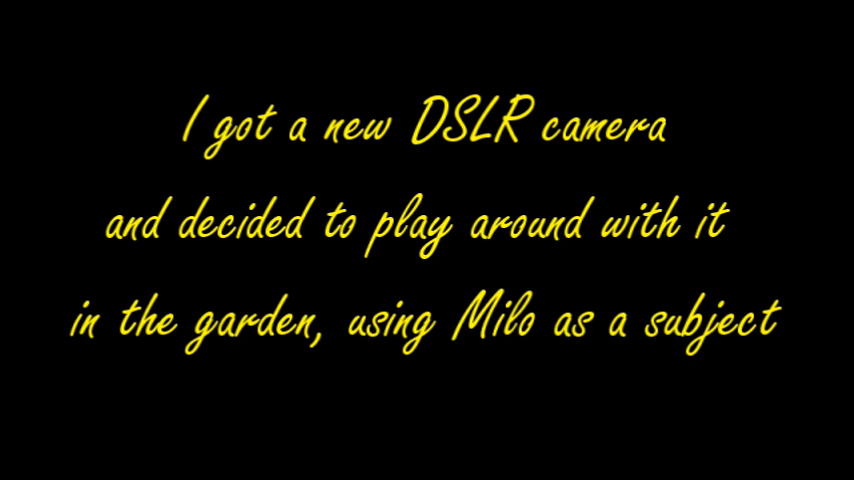 I got a new DSLR camera
and decided to play around with it
in the garden, using Milo as a subject